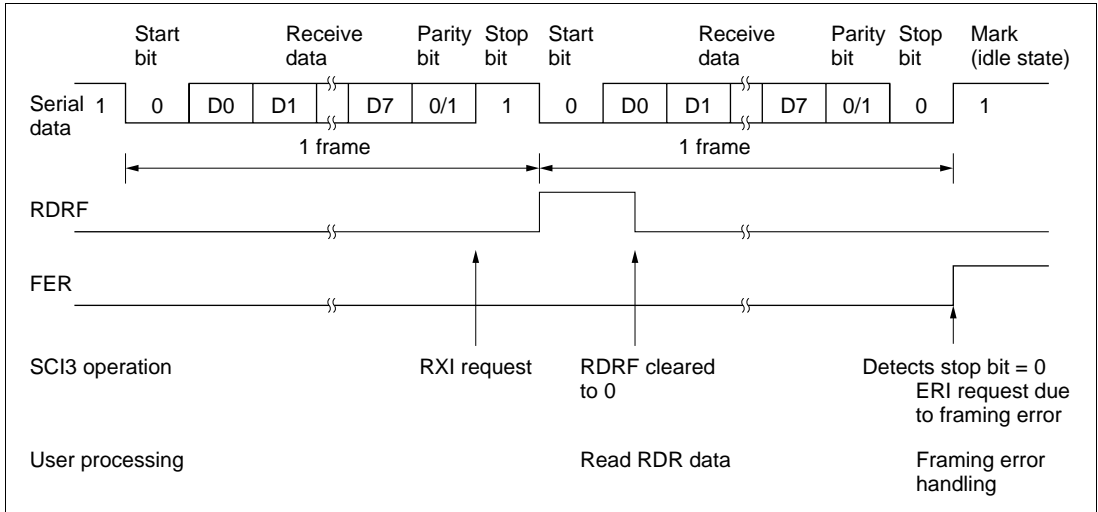 Start bit Receive data Parity bit Stop bit Start bit Receive data Parity bit Stop bit Mark (idle state)
Serial data 1 0 D0 D1 D7 0/1 1 0 D0 D1 D7 0/1 0 1
1 frame 1 frame
RDRF
FER
SCI3 operation RXI request RDRF cleared to 0 Detects stop bit = 0 ERI request due to framing error
User processing Read RDR data Framing error handling